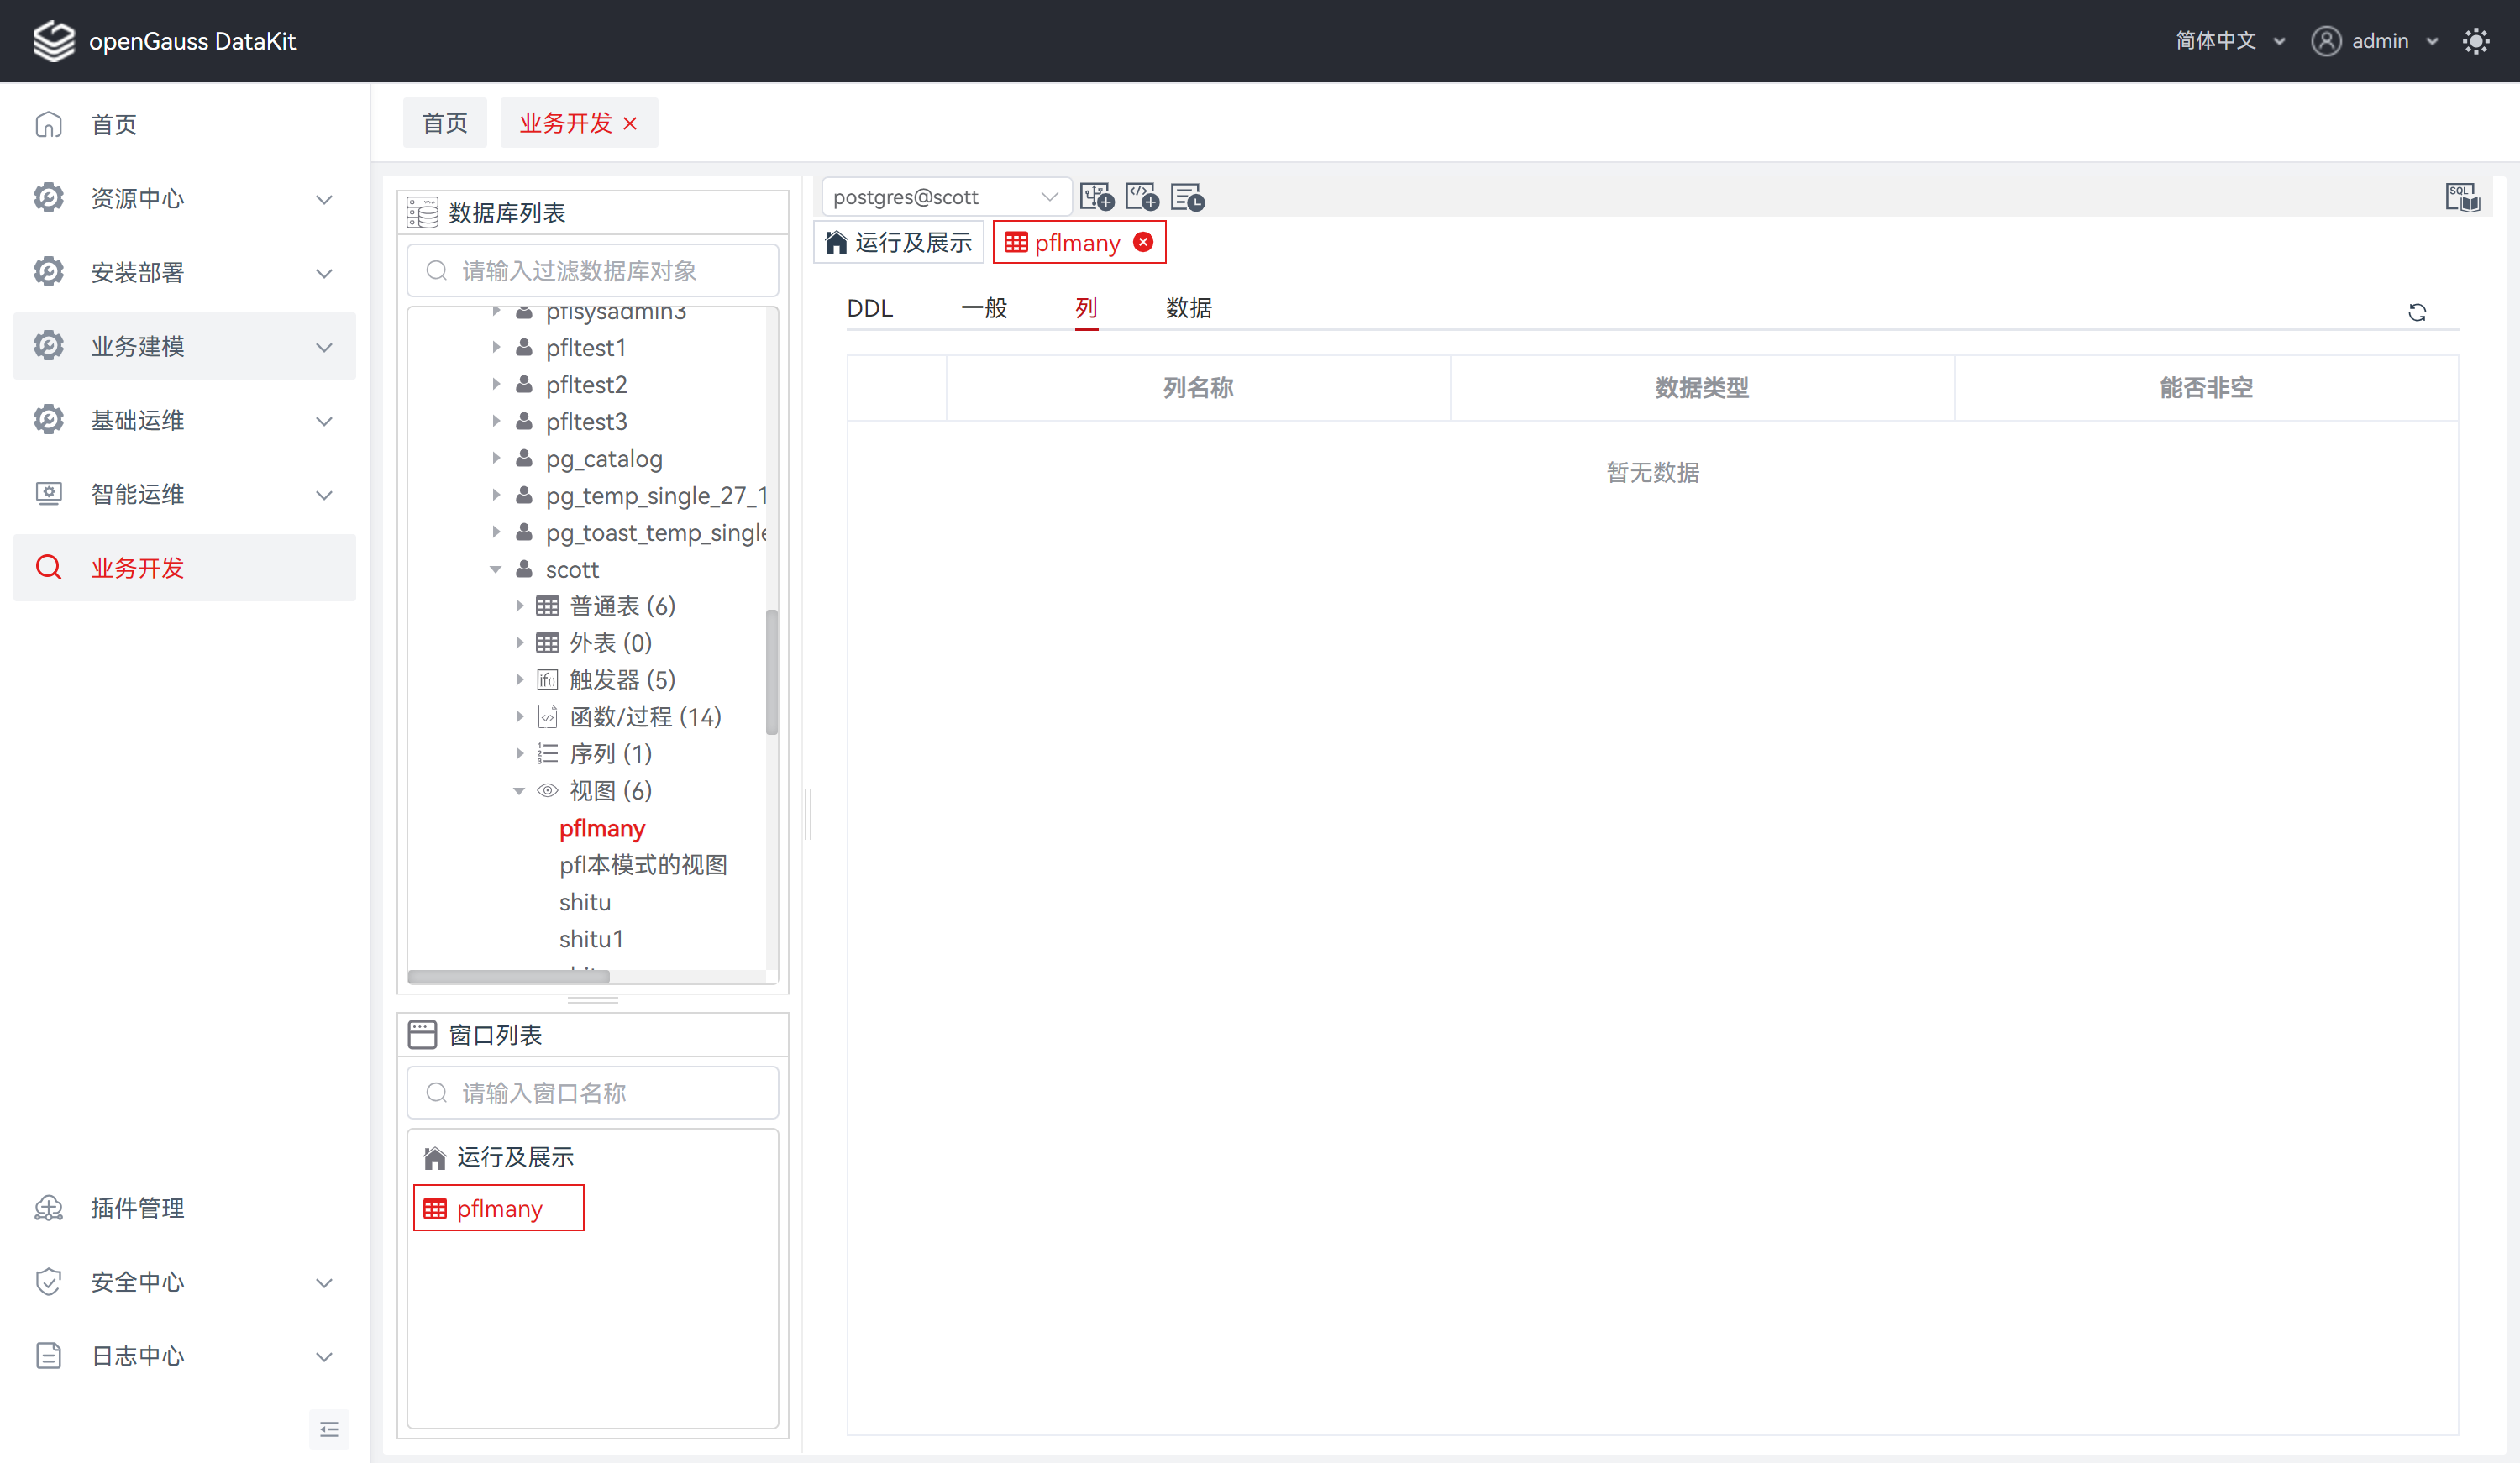 openGauss DataKit
简体中文
admin
首页
资源中心
安装部署
业务建模
基础运维
智能运维
业务开发
插件管理
安全中心
日志中心
首页
业务开发
数据库列表
请输入过滤数据库对象
pflsysadmin3
pfltest1
pfltest2
pfltest3
pg_catalog
pg_temp_single_27_1
pg_toast_temp_single
scott
普通表 (6)
外表 (0)
触发器 (5)
函数/过程 (14)
序列 (1)
视图 (6)
pflmany
pfl本模式的视图
shitu
shitu1
窗口列表
请输入窗口名称
运行及展示
pflmany
postgres@scott
SQL
运行及展示
pflmany
DDL
一般
列
数据
列名称
数据类型
能否非空
暂无数据